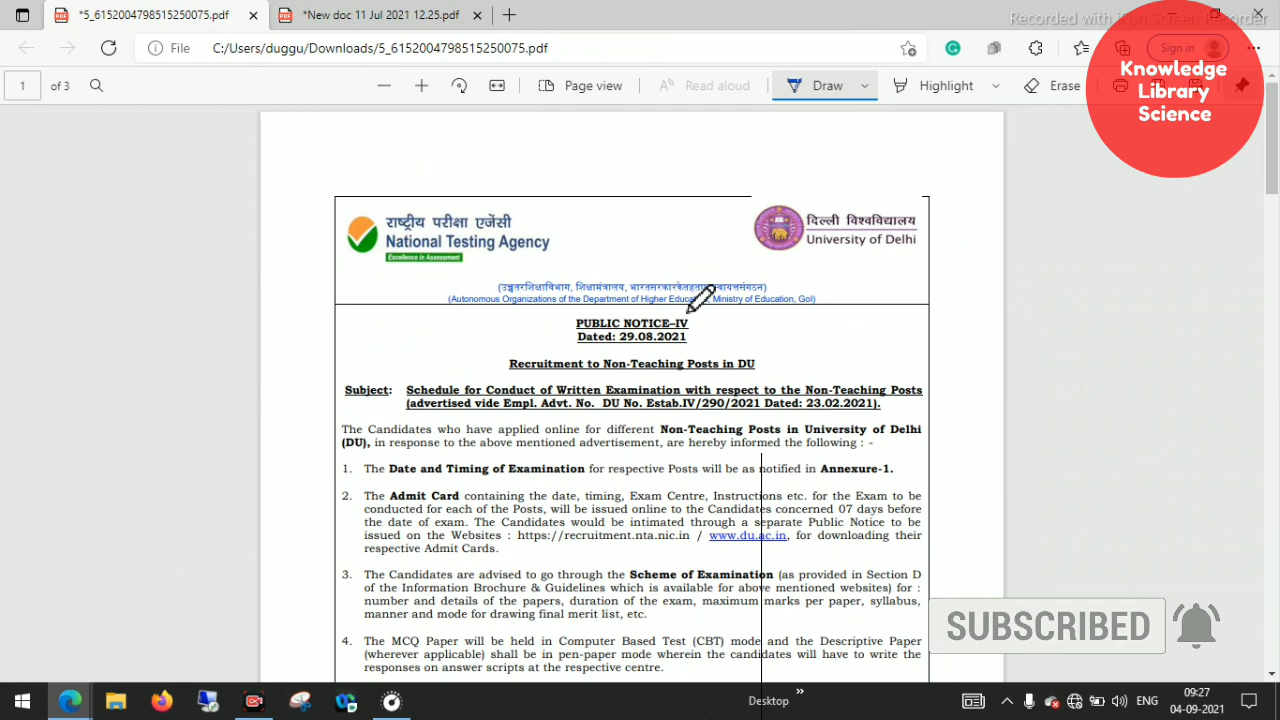 *5_6152004798515250075.pdf
*New doc 11 Jul 2021 12.25.pdf
Recorded with iFun Screen Recorder
File
C:/Users/duggu/Downloads/5_6152004798515250075.pdf
Sign in
1 of 3
Page view
Read aloud
Draw
Highlight
Erase
Knowledge
Library
Science
राष्ट्रीय परीक्षा एजेंसी
National Testing Agency
Excellence in Assessment
दिल्ली विश्वविद्यालय
University of Delhi
(Autonomous Organizations of the Department of Higher Ministry of Education, GoI)
PUBLIC NOTICE–IV
Dated: 29.08.2021
Recruitment to Non-Teaching Posts in DU
Subject: Schedule for Conduct of Written Examination with respect to the Non-Teaching Posts
(advertised vide Empl. Advt. No. DU No. Estab.IV/290/2021 Dated: 23.02.2021).
The Candidates who have applied online for different Non-Teaching Posts in University of Delhi
(DU), in response to the above mentioned advertisement, are hereby informed the following : -
1. The Date and Timing of Examination for respective Posts will be as notified in Annexure-1.
2. The Admit Card containing the date, timing, Exam Centre, Instructions etc. for the Exam to be
conducted for each of the Posts, will be issued online to the Candidates concerned 07 days before
the date of exam. The Candidates would be intimated through a separate Public Notice to be
issued on the Websites : https://recruitment.nta.nic.in / www.du.ac.in, for downloading their
respective Admit Cards.
3. The Candidates are advised to go through the Scheme of Examination (as provided in Section D
of the Information Brochure & Guidelines which is available for above mentioned websites) for :
number and details of the papers, duration of the exam, maximum marks per paper, syllabus,
manner and mode for drawing final merit list, etc.
SUBSCRIBED
4. The MCQ Paper will be held in Computer Based Test (CBT) mode and the Descriptive Paper
(wherever applicable) shall be in pen-paper mode wherein the candidates will have to write the
responses on answer scripts at the respective centre.
Desktop
ENG
09:27
04-09-2021